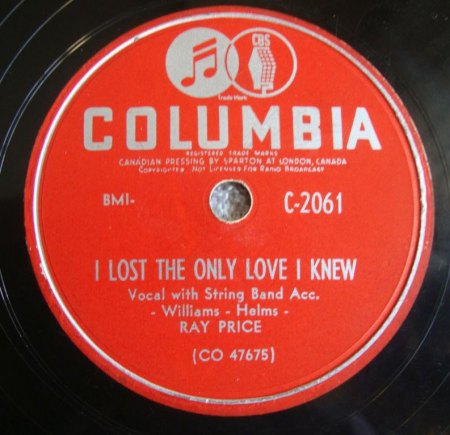 CBS
Trade Mark
COLUMBIA
REGISTERED TRADE MARKS
CANADIAN PRESSING BY SPARTON AT LONDON, CANADA
COPYRIGHTED. NOT LICENSED FOR RADIO BROADCAST
BMI-
C-2061
I LOST THE ONLY LOVE I KNEW
Vocal with String Band Acc.
- Williams - Helms -
RAY PRICE
(CO 47675)